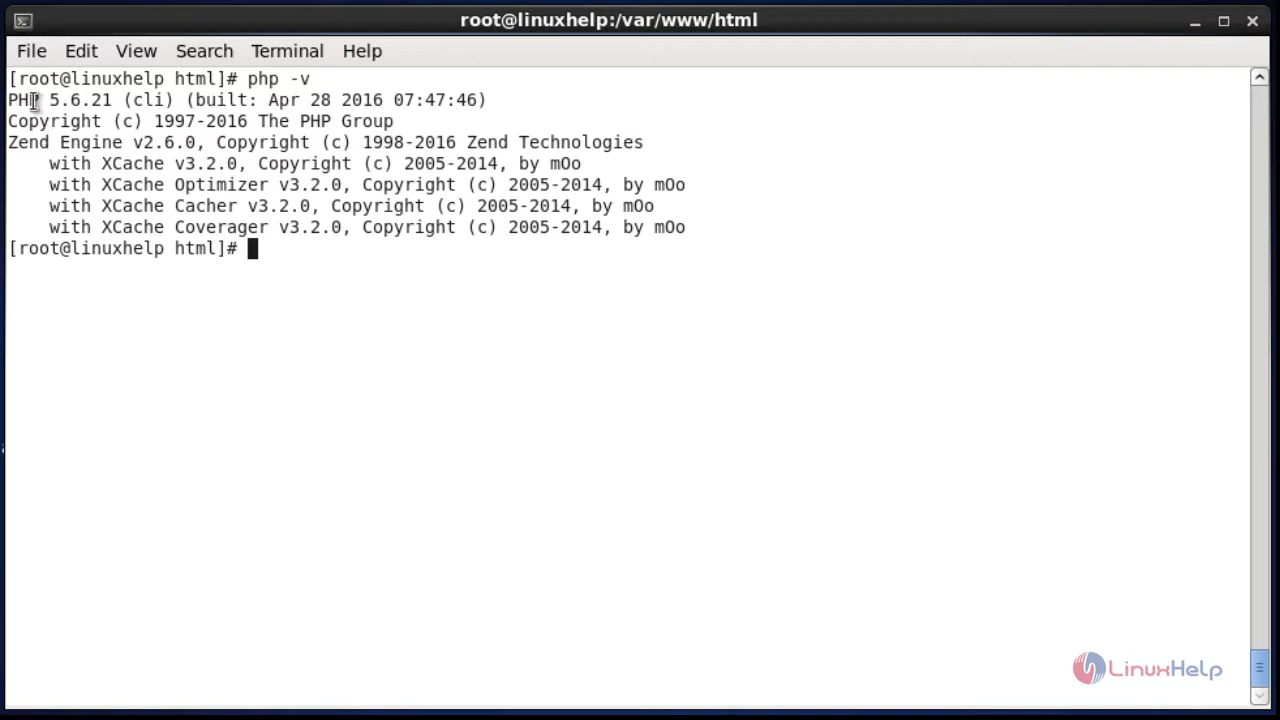 root@linuxhelp:/var/www/html
File Edit View Search Terminal Help
[root@linuxhelp html]# php -v
PHP 5.6.21 (cli) (built: Apr 28 2016 07:47:46)
Copyright (c) 1997-2016 The PHP Group
Zend Engine v2.6.0, Copyright (c) 1998-2016 Zend Technologies
    with XCache v3.2.0, Copyright (c) 2005-2014, by mOo
    with XCache Optimizer v3.2.0, Copyright (c) 2005-2014, by mOo
    with XCache Cacher v3.2.0, Copyright (c) 2005-2014, by mOo
    with XCache Coverager v3.2.0, Copyright (c) 2005-2014, by mOo
[root@linuxhelp html]#
LinuxHelp